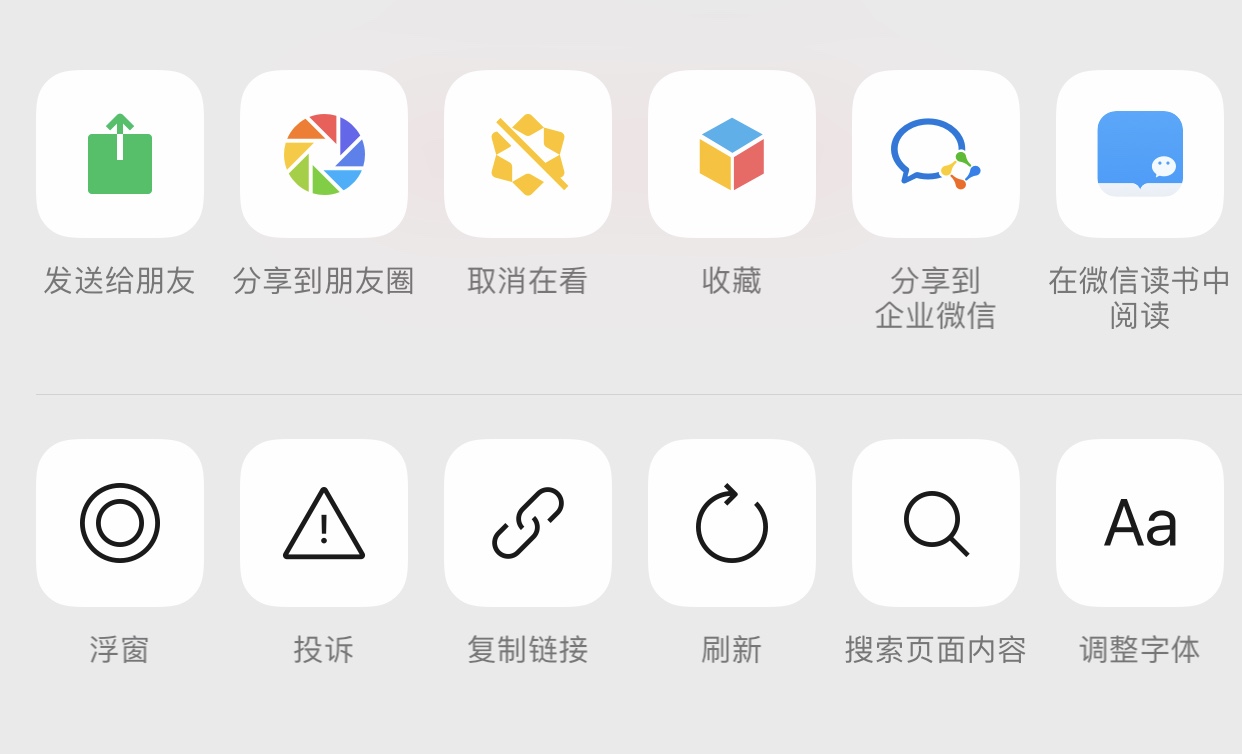 发送给朋友
分享到朋友圈
取消在看
收藏
分享到
企业微信
在微信读书中
阅读
浮窗
投诉
复制链接
刷新
搜索页面内容
Aa
调整字体